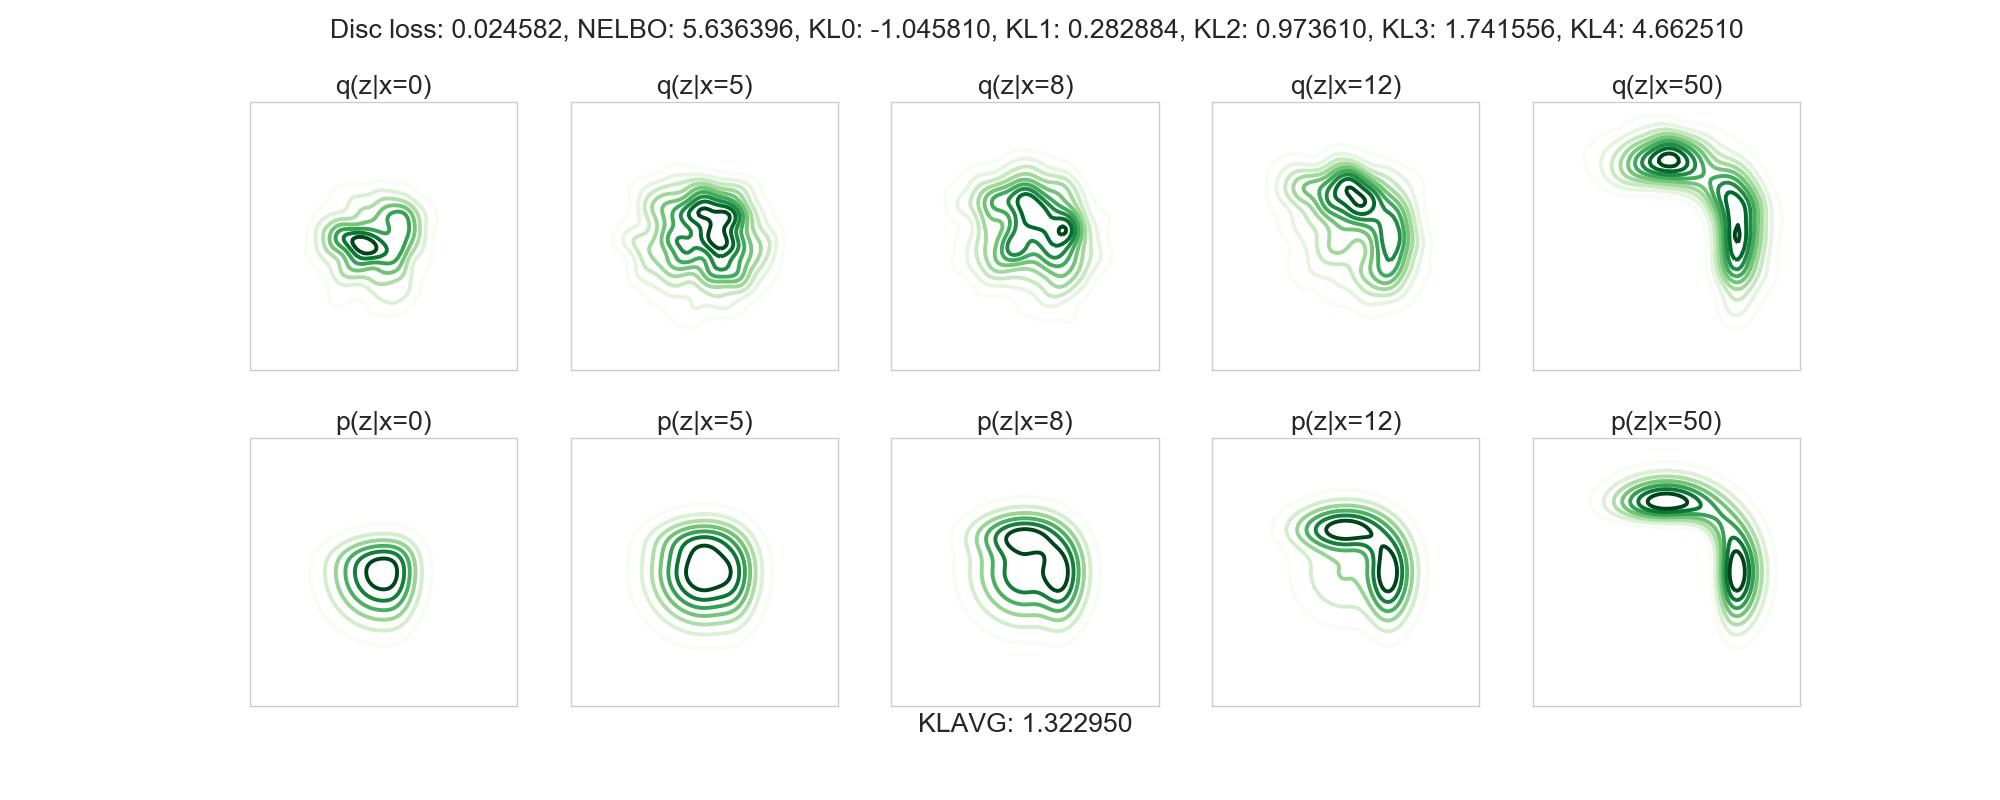 Disc loss: 0.024582, NELBO: 5.636396, KL0: -1.045810, KL1: 0.282884, KL2: 0.973610, KL3: 1.741556, KL4: 4.662510
q(z|x=0) q(z|x=5) q(z|x=8) q(z|x=12) q(z|x=50)
p(z|x=0) p(z|x=5) p(z|x=8) p(z|x=12) p(z|x=50)
KLAVG: 1.322950